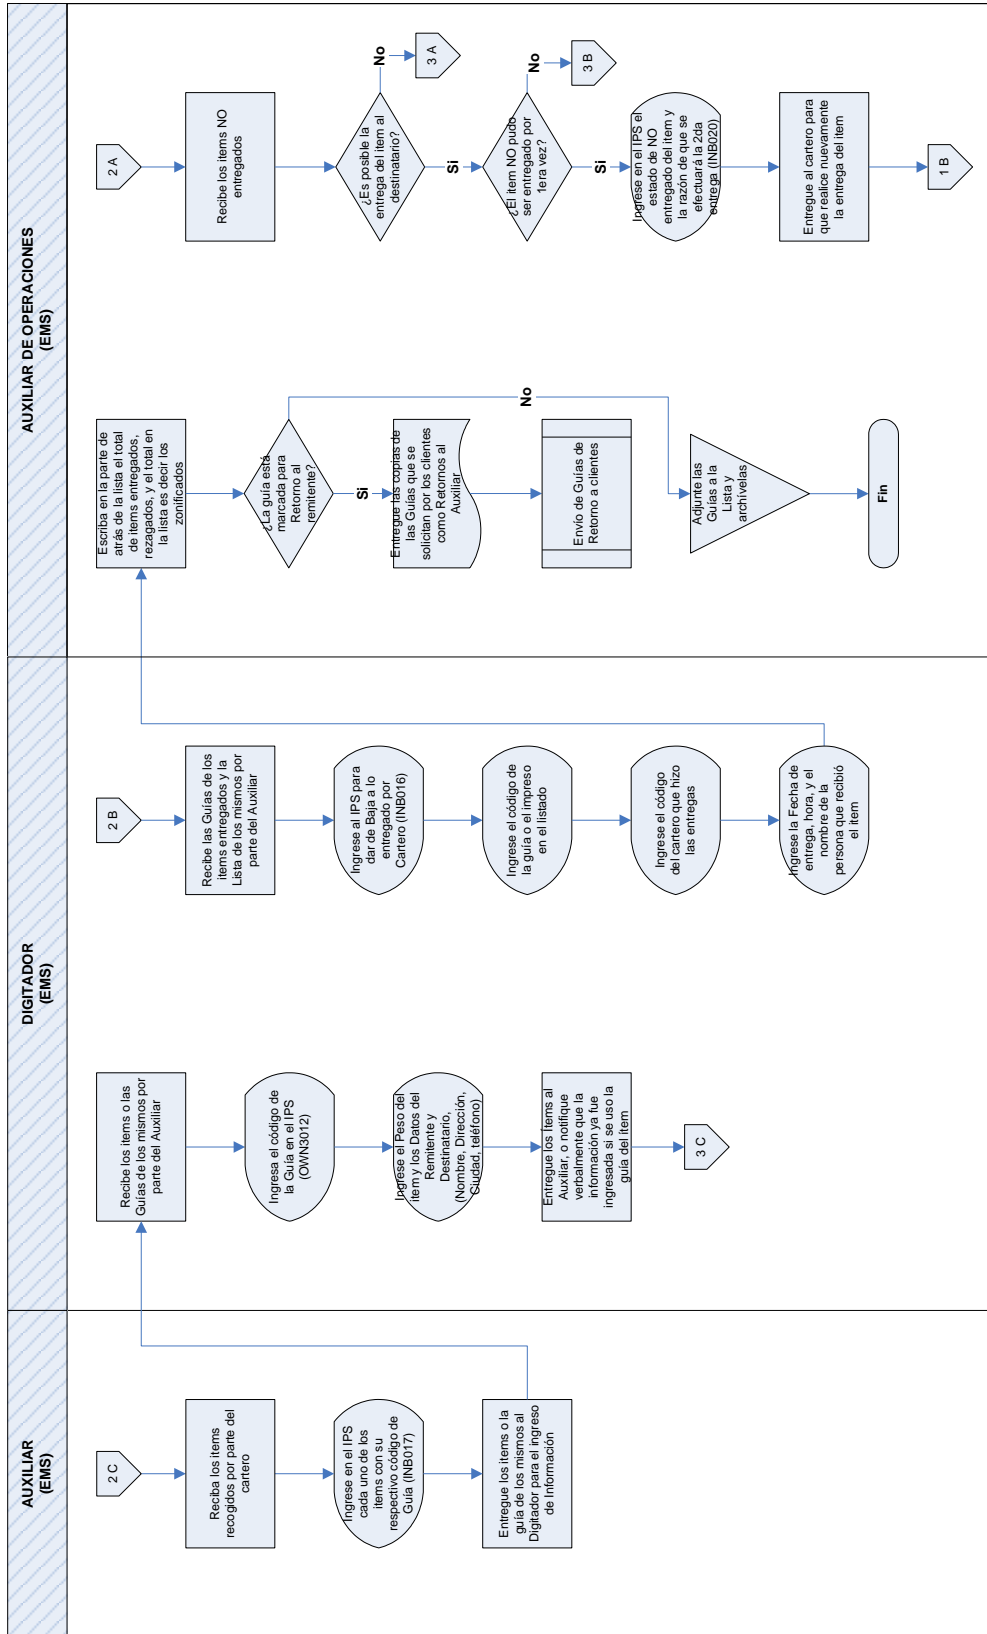 AUXILIAR
(EMS)
2 C
Reciba los items
recogidos por parte del
cartero
Ingrese en el IPS
cada uno de los
items con su
respectivo código de
Guía (INB017)
Entregue los items o la
guía de los mismos al
Digitador para el ingreso
de Información
DIGITADOR
(EMS)
Recibe los items o las
Guías de los mismos por
parte del Auxiliar
Ingresa el código de
la Guía en el IPS
(OWN3012)
Ingrese el Peso del
item y los Datos del
Remitente y
Destinatario,
(Nombre, Dirección,
Ciudad, teléfono)
Entregue los Ítems al
Auxiliar, o notifique
verbalmente que la
información ya fue
ingresada si se uso la
guía del ítem
3 C
2 B
Recibe las Guías de los
items entregados y la
Lista de los mismos por
parte del Auxiliar
Ingrese al IPS para
dar de Baja a lo
entregado por
Cartero (INB016)
Ingrese el código de
la guía o el impreso
en el listado
Ingrese el código
del cartero que hizo
las entregas
Ingrese la Fecha de
entrega, hora, y el
nombre de la
persona que recibió
el item
AUXILIAR DE OPERACIONES
(EMS)
Escriba en la parte de
atrás de la lista el total
de items entregados,
rezagados, y el total en
la lista es decir los
zonificados
¿La guía está
marcada para
Retorno al
remitente?
Si
No
Entregue las copias de
las Guías que se
solicitan por los clientes
como Retornos al
Auxiliar
Envío de Guías de
Retorno a clientes
Adjunte las
Guías a la
Lista y
archívelas
Fin
2 A
Recibe los items NO
entregados
¿Es posible la
entrega del item al
destinatario?
No
3 A
Si
¿El item NO pudo
ser entregado por
1era vez?
No
3 B
Si
Ingrese en el IPS el
estado de NO
entregado del item y
la razón de que se
efectuará la 2da
entrega (INB020)
Entregue al cartero para
que realice nuevamente
la entrega del item
1 B